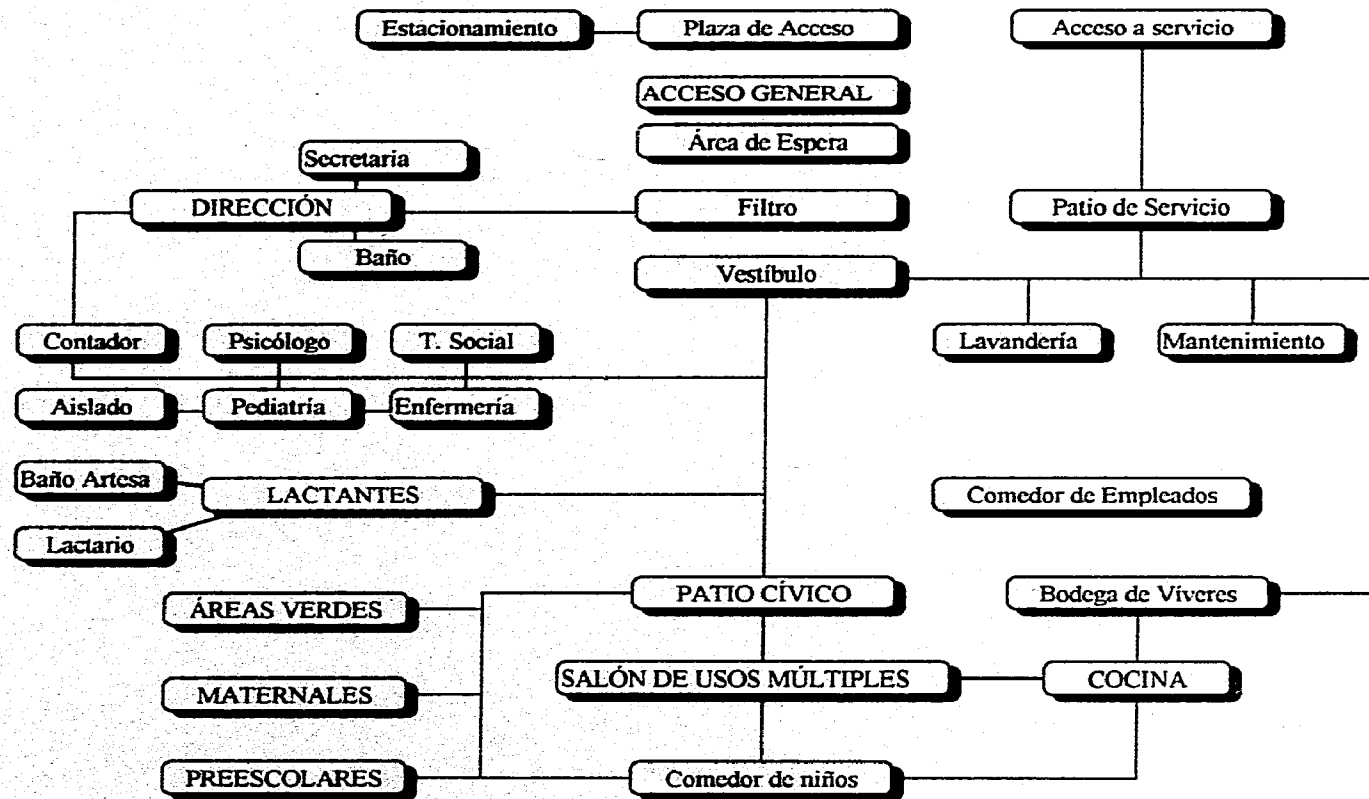 Estacionamiento
Plaza de Acceso
Acceso a servicio
ACCESO GENERAL
Área de Espera
Secretaria
DIRECCIÓN
Filtro
Patio de Servicio
Baño
Vestíbulo
Contador
Psicólogo
T. Social
Lavandería
Mantenimiento
Aislado
Pediatría
Enfermería
Baño Artesa
LACTANTES
Comedor de Empleados
Lactario
PATIO CÍVICO
Bodega de Víveres
ÁREAS VERDES
SALÓN DE USOS MÚLTIPLES
COCINA
MATERNALES
PREESCOLARES
Comedor de niños